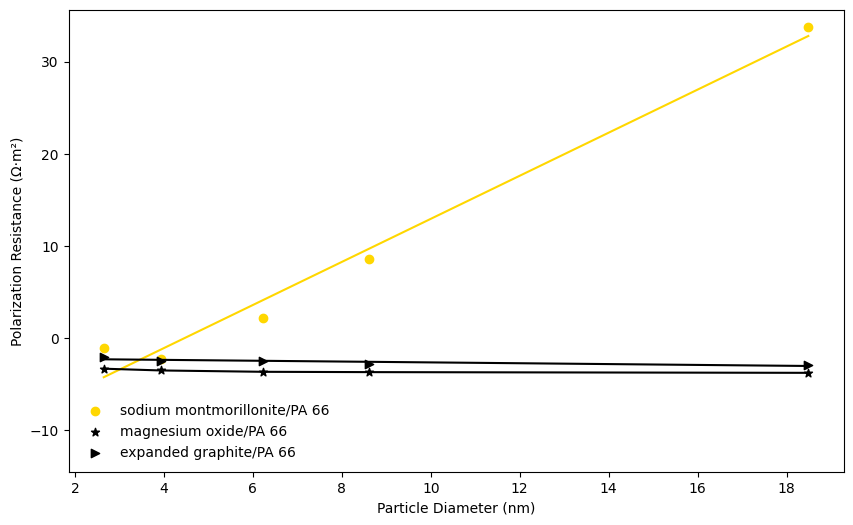 Polarization Resistance (Ω·m²)
30
20
10
0
−10
sodium montmorillonite/PA 66
magnesium oxide/PA 66
expanded graphite/PA 66
2 4 6 8 10 12 14 16 18
Particle Diameter (nm)